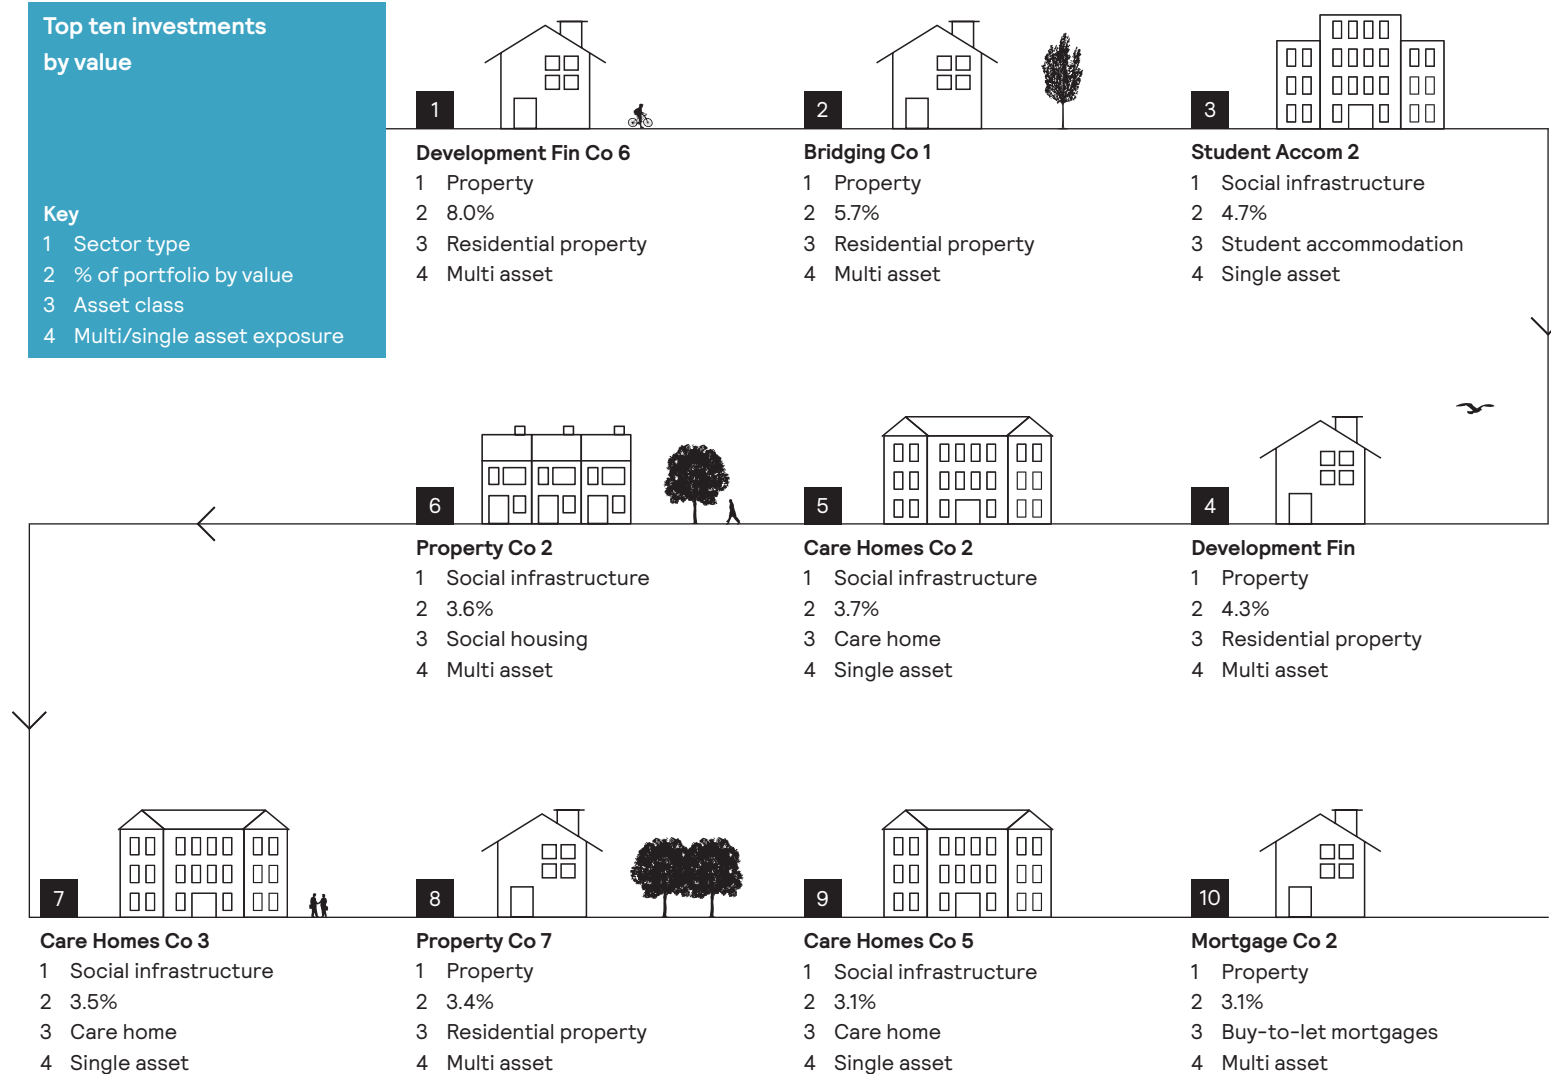 Top ten investments
by value
Key
1 Sector type
2 % of portfolio by value
3 Asset class
4 Multi/single asset exposure
1
Development Fin Co 6
1 Property
2 8.0%
3 Residential property
4 Multi asset
2
Bridging Co 1
1 Property
2 5.7%
3 Residential property
4 Multi asset
3
Student Accom 2
1 Social infrastructure
2 4.7%
3 Student accommodation
4 Single asset
4
Development Fin
1 Property
2 4.3%
3 Residential property
4 Multi asset
5
Care Homes Co 2
1 Social infrastructure
2 3.7%
3 Care home
4 Single asset
6
Property Co 2
1 Social infrastructure
2 3.6%
3 Social housing
4 Multi asset
7
Care Homes Co 3
1 Social infrastructure
2 3.5%
3 Care home
4 Single asset
8
Property Co 7
1 Property
2 3.4%
3 Residential property
4 Multi asset
9
Care Homes Co 5
1 Social infrastructure
2 3.1%
3 Care home
4 Single asset
10
Mortgage Co 2
1 Property
2 3.1%
3 Buy-to-let mortgages
4 Multi asset